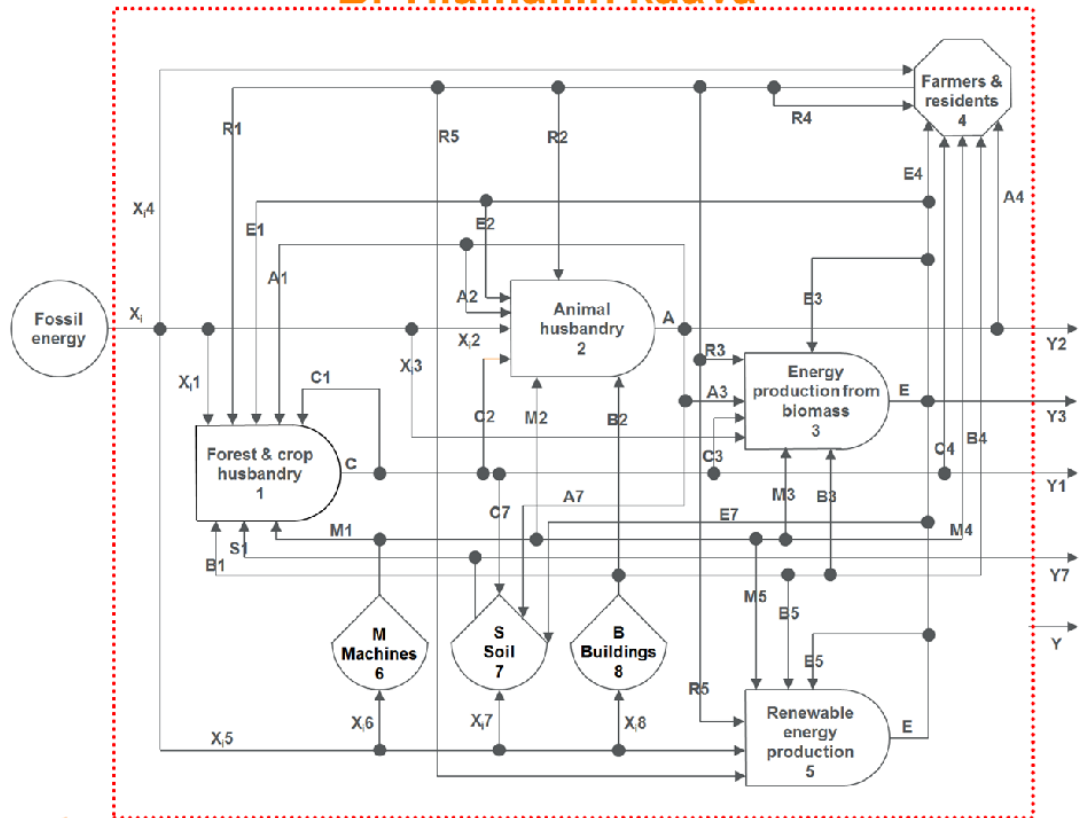 Farmers &
residents
4
R1
R5
R2
R4
E4
A4
Xi4
E1
E2
A1
A2
Animal
husbandry
2
A
E3
Fossil
energy
Xi
Xi2
Y2
Xi1
Xi3
R3
Energy
production from
biomass
3
E
Y3
C1
A3
C2
M2
B2
C4
B4
Forest & crop
husbandry
1
C
C3
Y1
A7
M3
B3
C7
E7
M1
M4
S1
B1
Y7
M5
B5
M
Machines
6
S
Soil
7
B
Buildings
8
Y
E5
R5
Renewable
energy
production
5
E
Xi6
Xi7
Xi8
Xi5